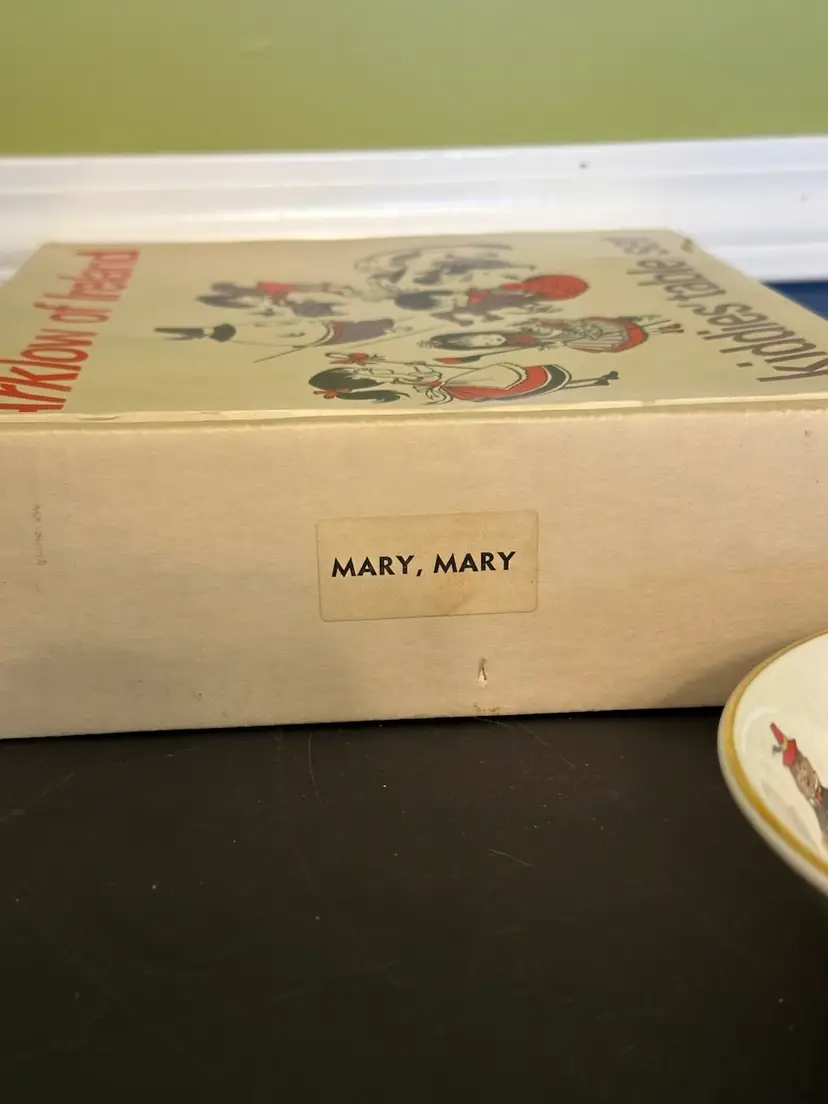 arklow of Ireland
kiddies' table set
MARY, MARY